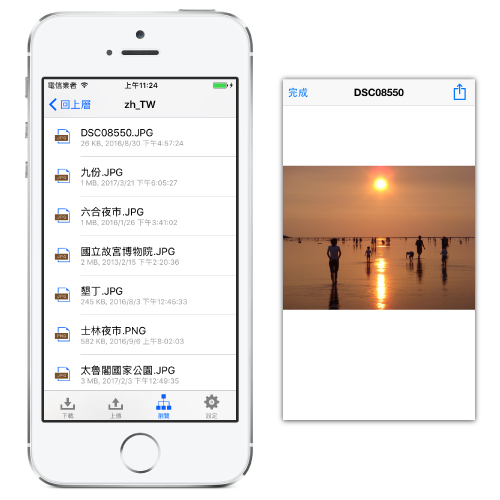 電信業者 上午11:24
回上層 zh_TW
DSC08550.JPG
26 KB, 2016/8/30 下午4:57:24
九份.JPG
1 MB, 2017/3/21 下午6:05:27
六合夜市.JPG
1 MB, 2016/1/26 下午3:41:02
國立故宮博物院.JPG
2 MB, 2013/2/15 下午2:20:36
墾丁.JPG
245 KB, 2016/8/3 下午12:45:33
士林夜市.PNG
582 KB, 2016/9/6 上午8:02:03
太魯閣國家公園.JPG
3 MB, 2017/2/3 下午12:49:35
下載 上傳 瀏覽 設定
完成 DSC08550